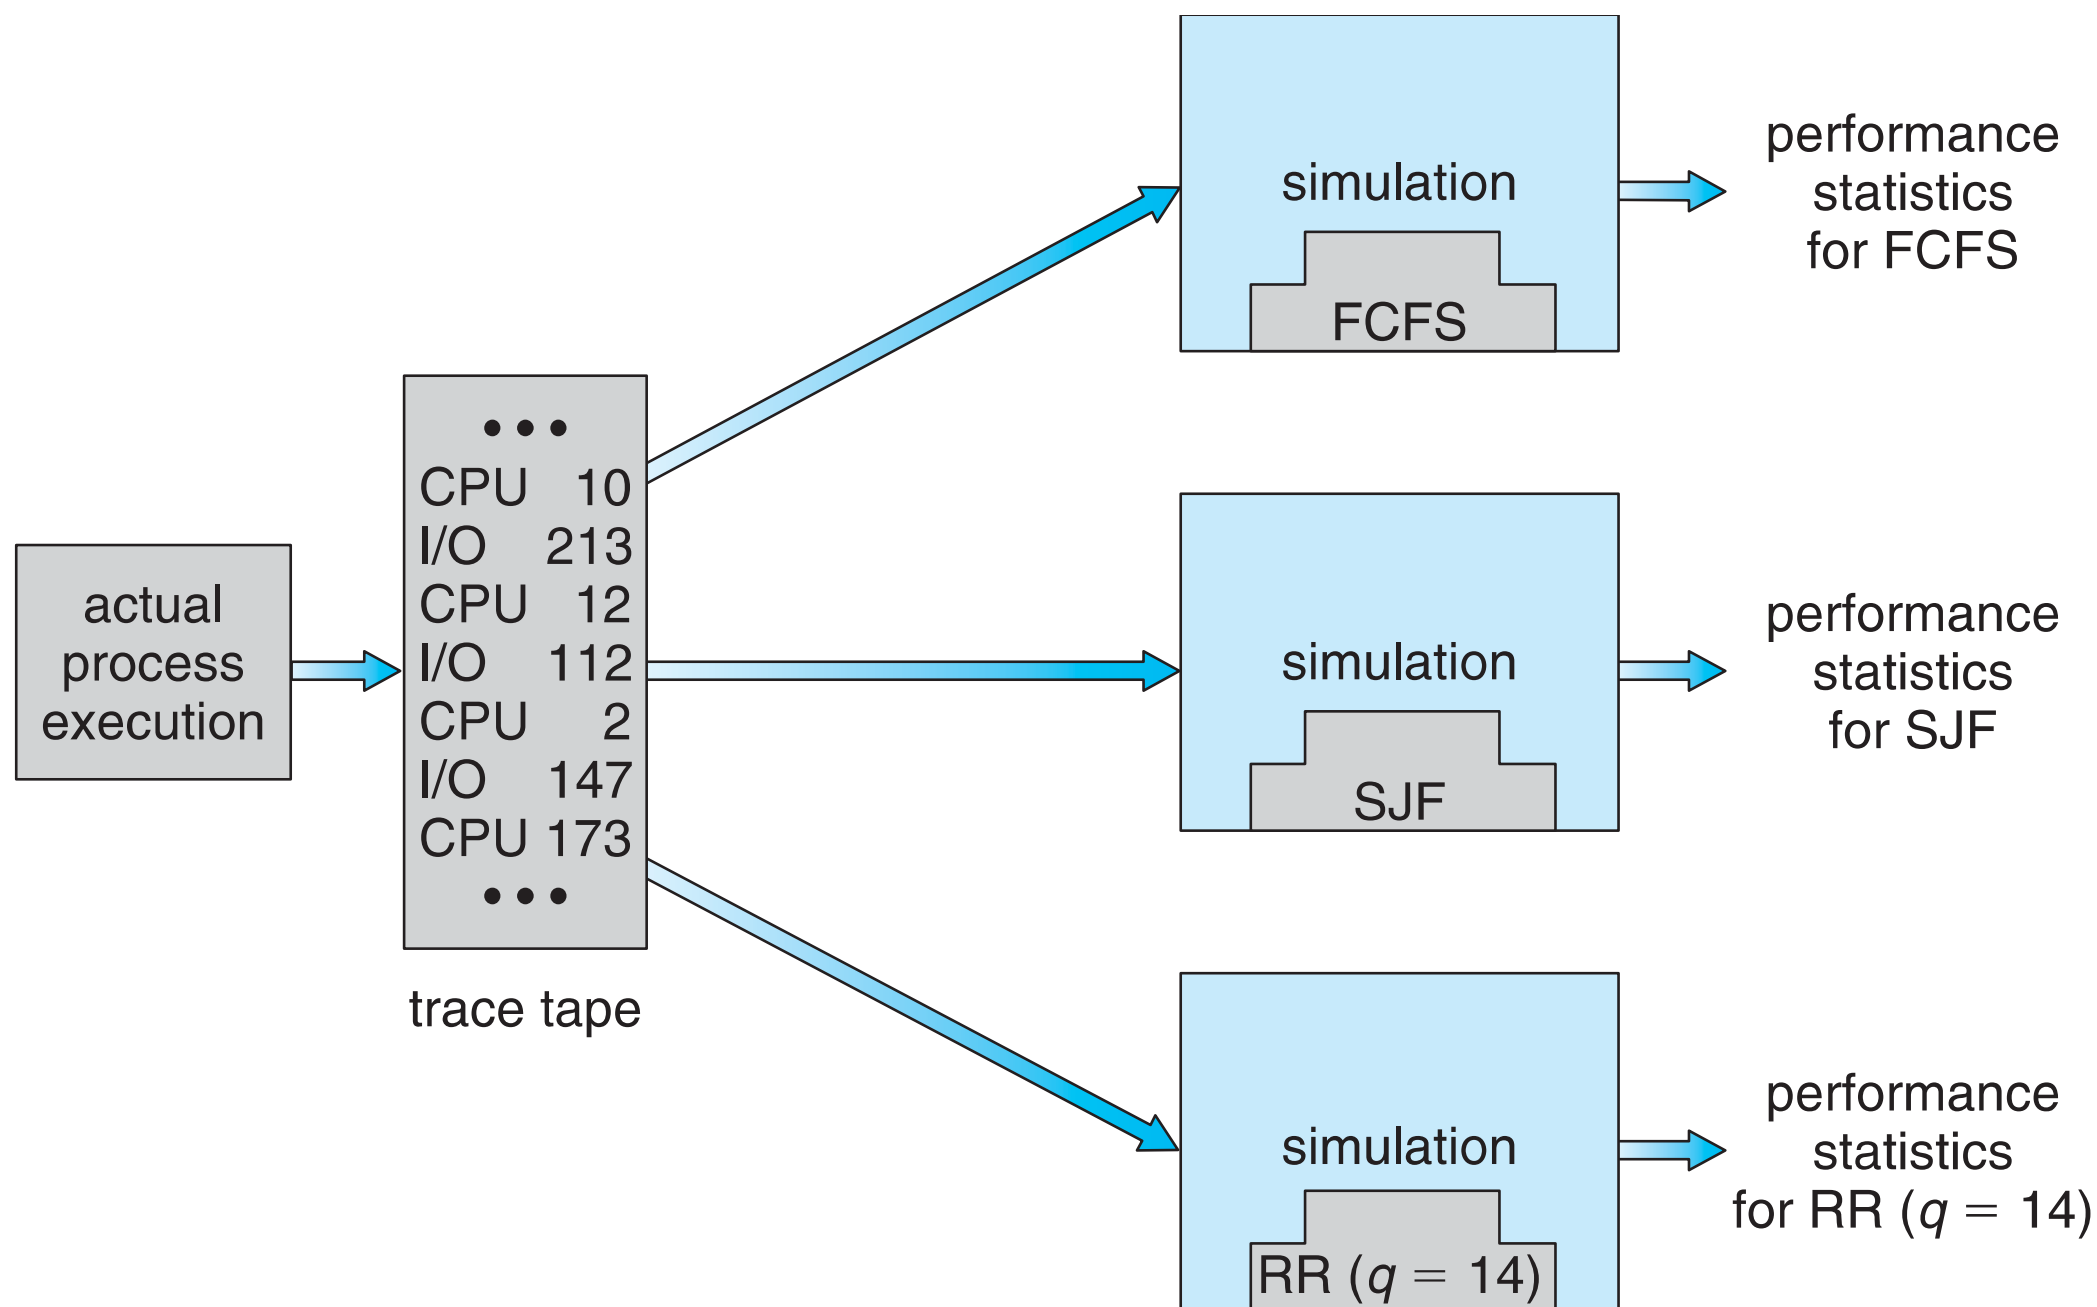 actual
process
execution
• • •
CPU 10
I/O 213
CPU 12
I/O 112
CPU 2
I/O 147
CPU 173
• • •
trace tape
simulation
FCFS
performance
statistics
for FCFS
simulation
SJF
performance
statistics
for SJF
simulation
RR (q = 14)
performance
statistics
for RR (q = 14)